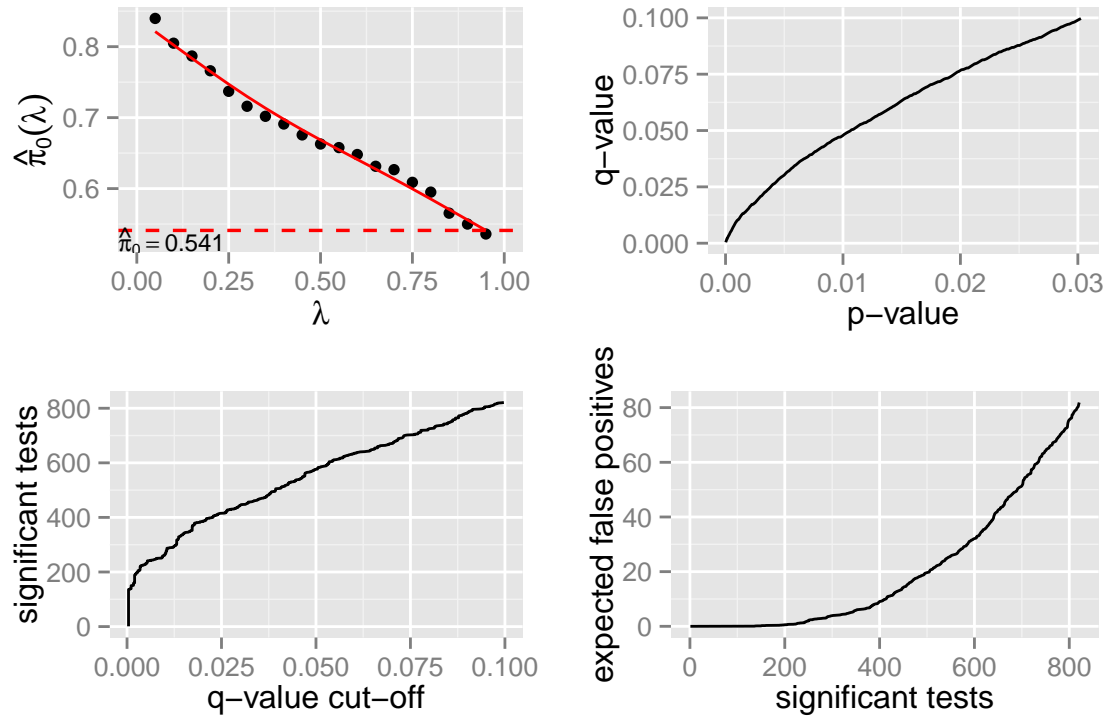 0.8
0.7
0.6
π̂₀(λ)
π̂₀ = 0.541
0.00 0.25 0.50 0.75 1.00
λ
0.100
0.075
0.050
0.025
0.000
q−value
0.00 0.01 0.02 0.03
p−value
800
600
400
200
0
significant tests
0.000 0.025 0.050 0.075 0.100
q−value cut−off
80
60
40
20
0
expected false positives
0 200 400 600 800
significant tests